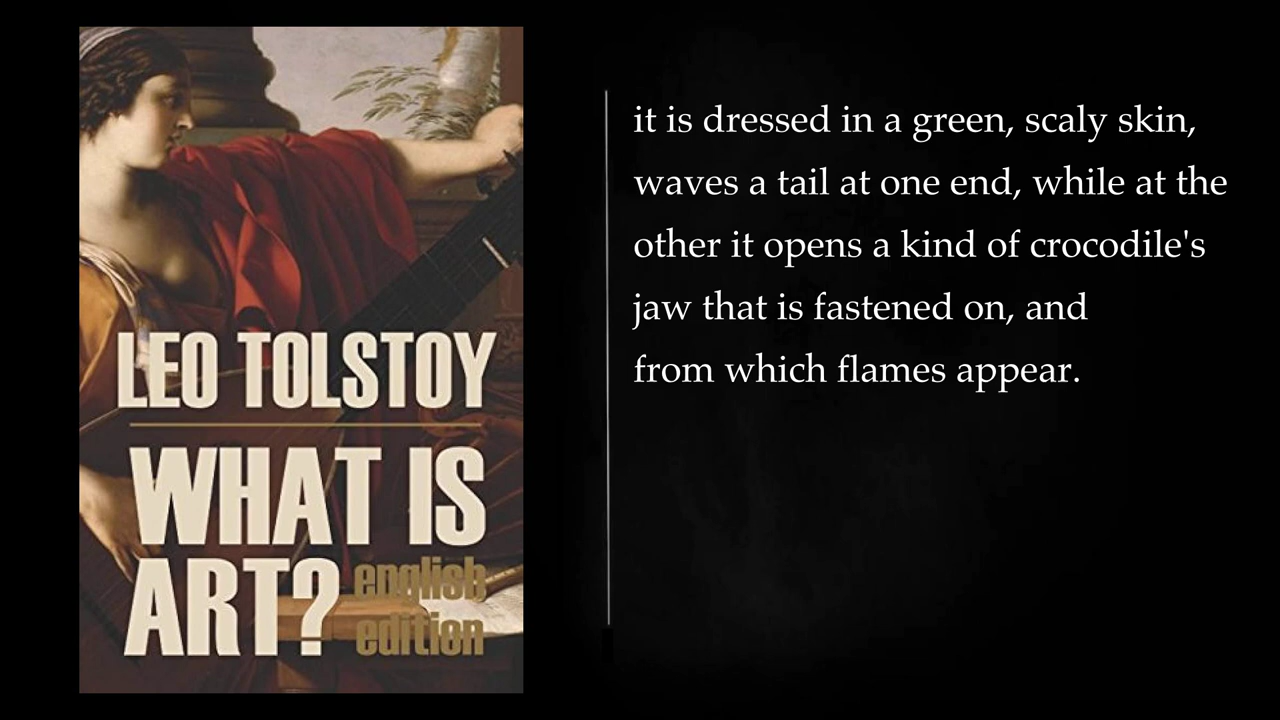 LEO TOLSTOY
WHAT IS
ART?
english
edition
it is dressed in a green, scaly skin,
waves a tail at one end, while at the
other it opens a kind of crocodile's
jaw that is fastened on, and
from which flames appear.